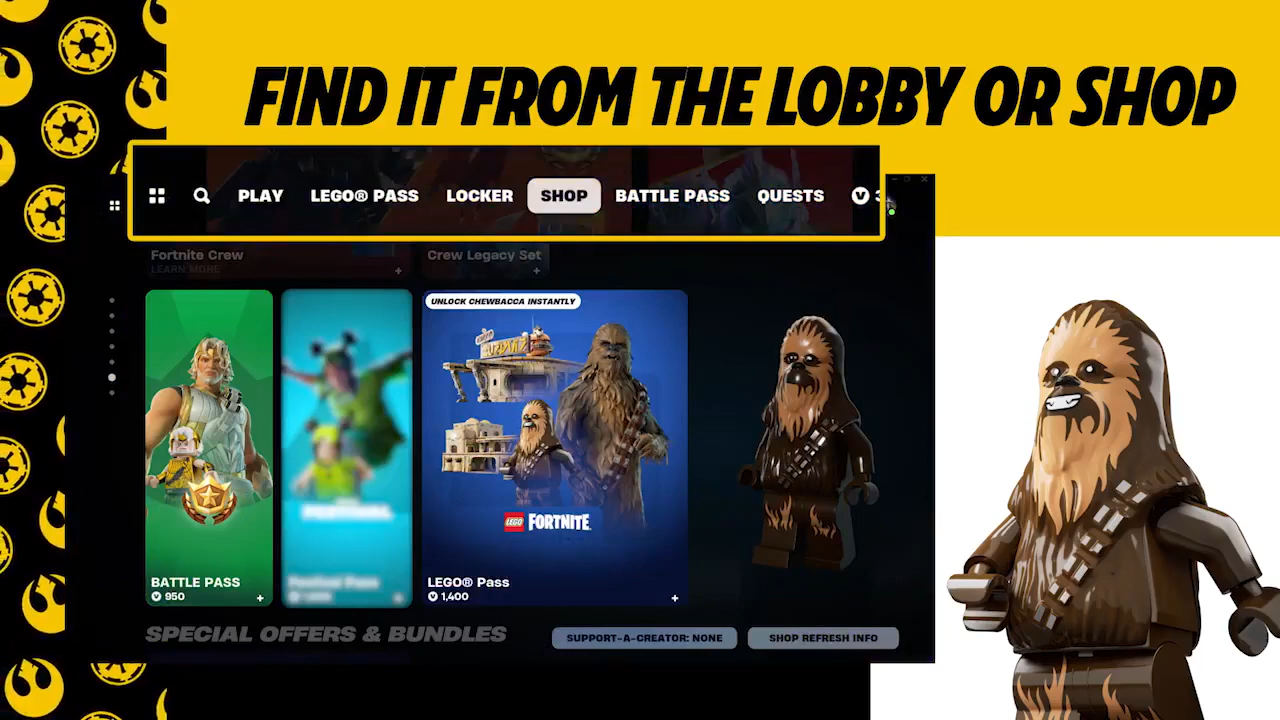 FIND IT FROM THE LOBBY OR SHOP
PLAY LEGO® PASS LOCKER SHOP BATTLE PASS QUESTS
Fortnite Crew
LEARN MORE
Crew Legacy Set
UNLOCK CHEWBACCA INSTANTLY
LEGO FORTNITE
BATTLE PASS
950
LEGO® Pass
1,400
SPECIAL OFFERS & BUNDLES
SUPPORT-A-CREATOR: NONE
SHOP REFRESH INFO